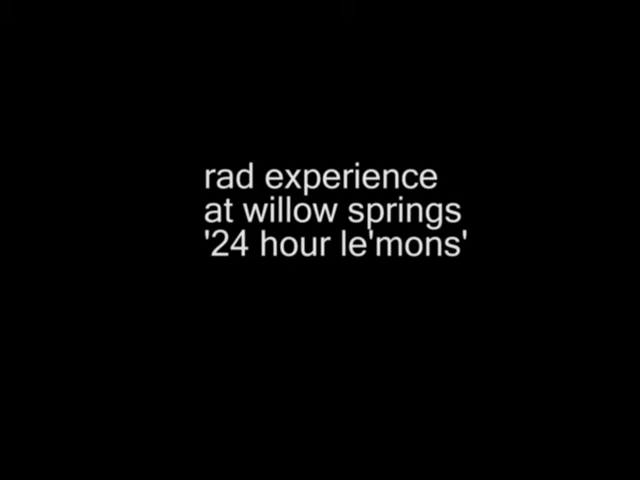 rad experience
at willow springs
'24 hour le'mons'